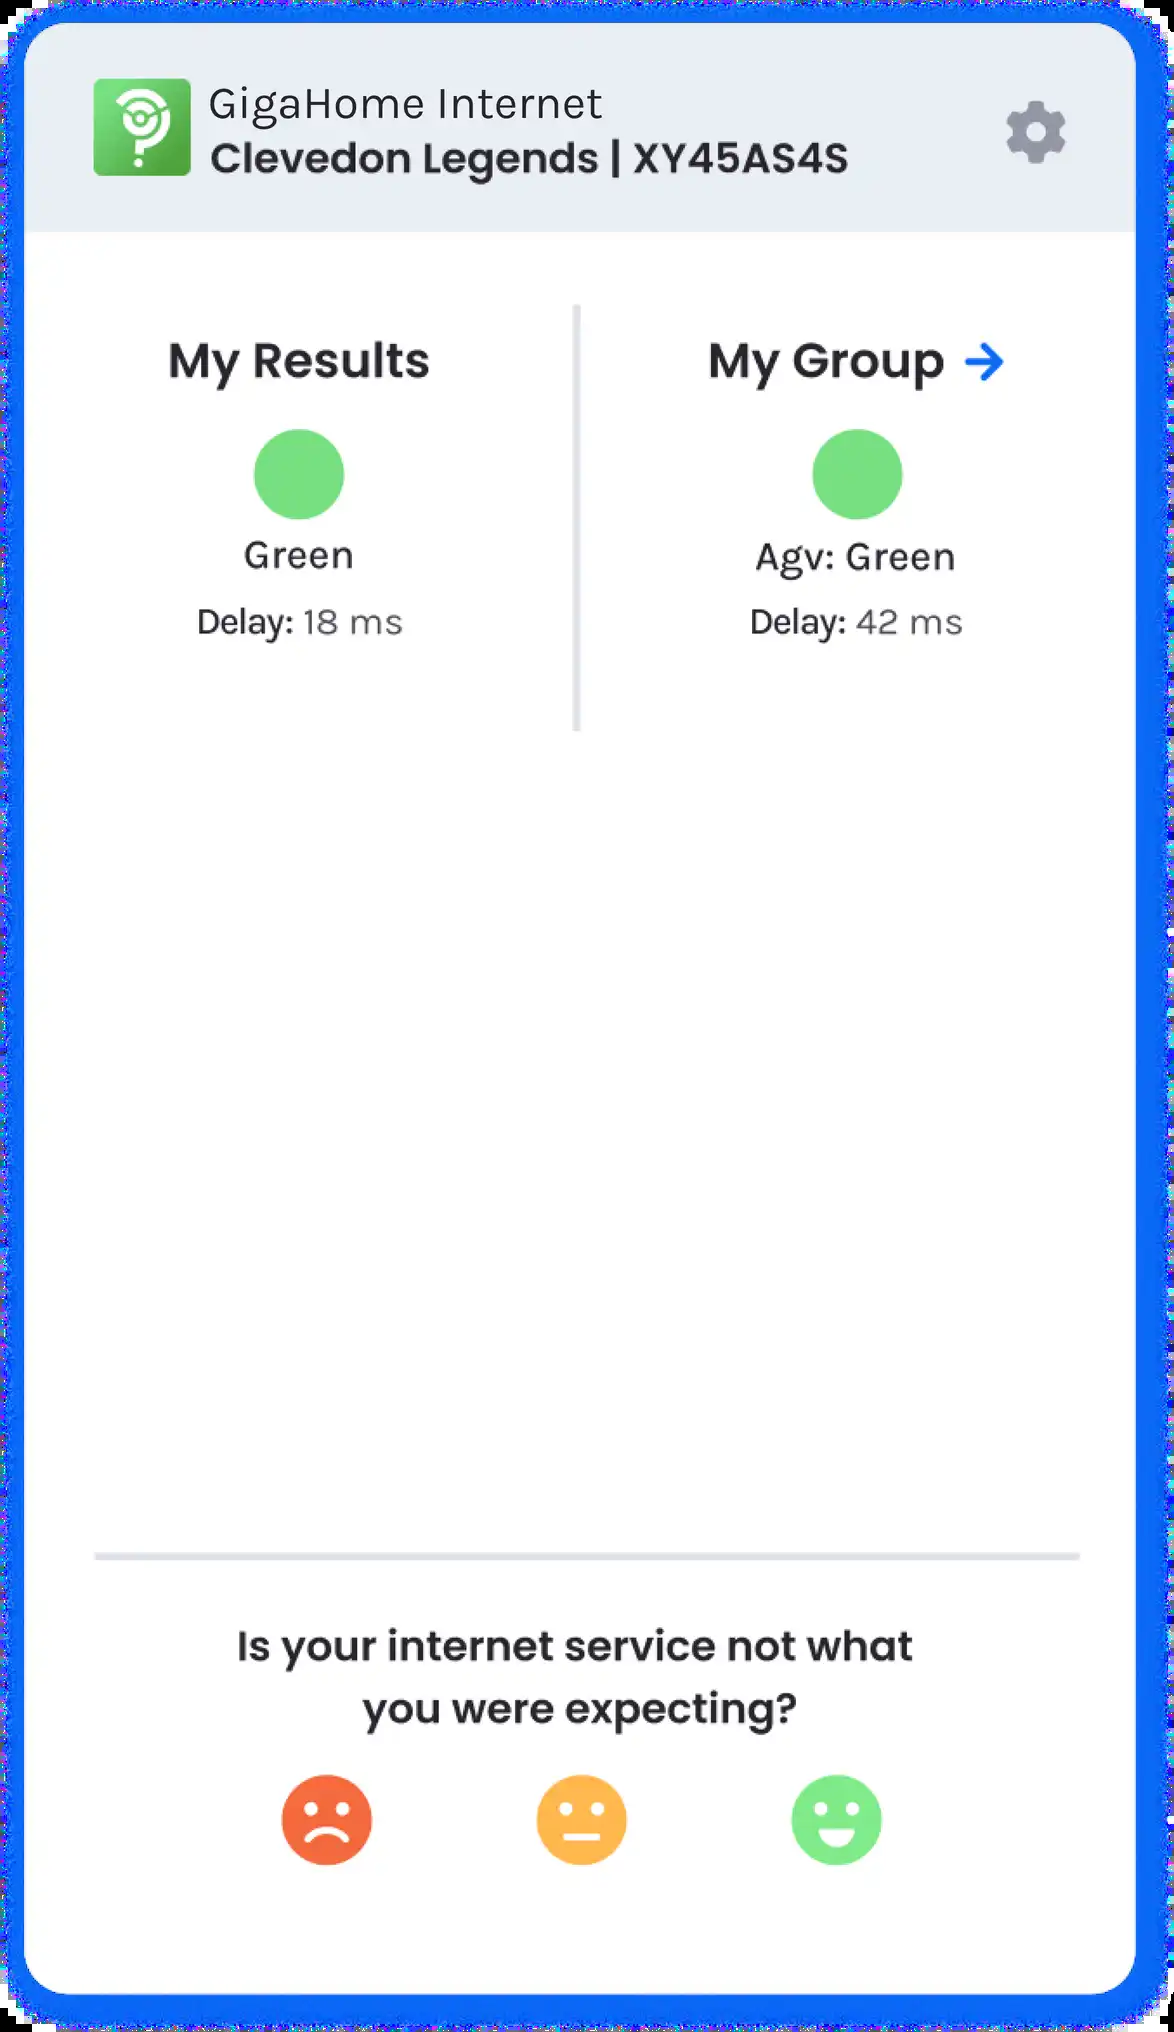 GigaHome Internet
Clevedon Legends | XY45AS4S
My Results
Green
Delay: 18 ms
My Group
Agv: Green
Delay: 42 ms
Is your internet service not what
you were expecting?